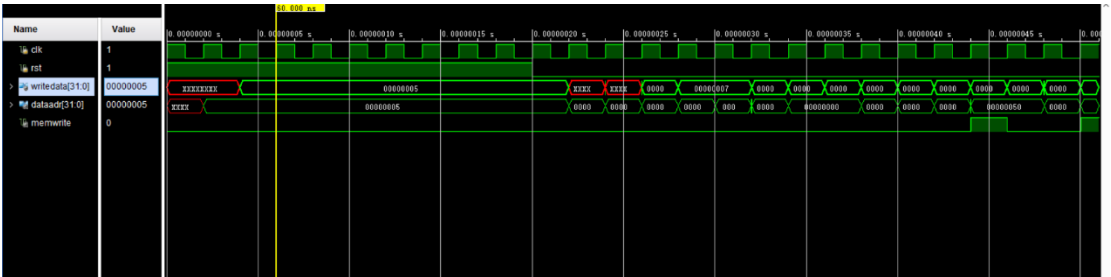 60.000 ns
Name Value
0.00000000 s 0.00000005 s 0.00000010 s 0.00000015 s 0.00000020 s 0.00000025 s 0.00000030 s 0.00000035 s 0.00000040 s 0.00000045 s 0.00
clk 1
rst 1
writedata[31:0] 00000005 XXXXXXXX 00000005 XXXX XXXX 0000 00000007 0000 0000 0000 0000 0000 0000 0000 0000 0000
dataadr[31:0] 00000005 XXXX 00000005 0000 0000 0000 0000 000 0000 00000000 0000 0000 0000 00000050 0000
memwrite 0